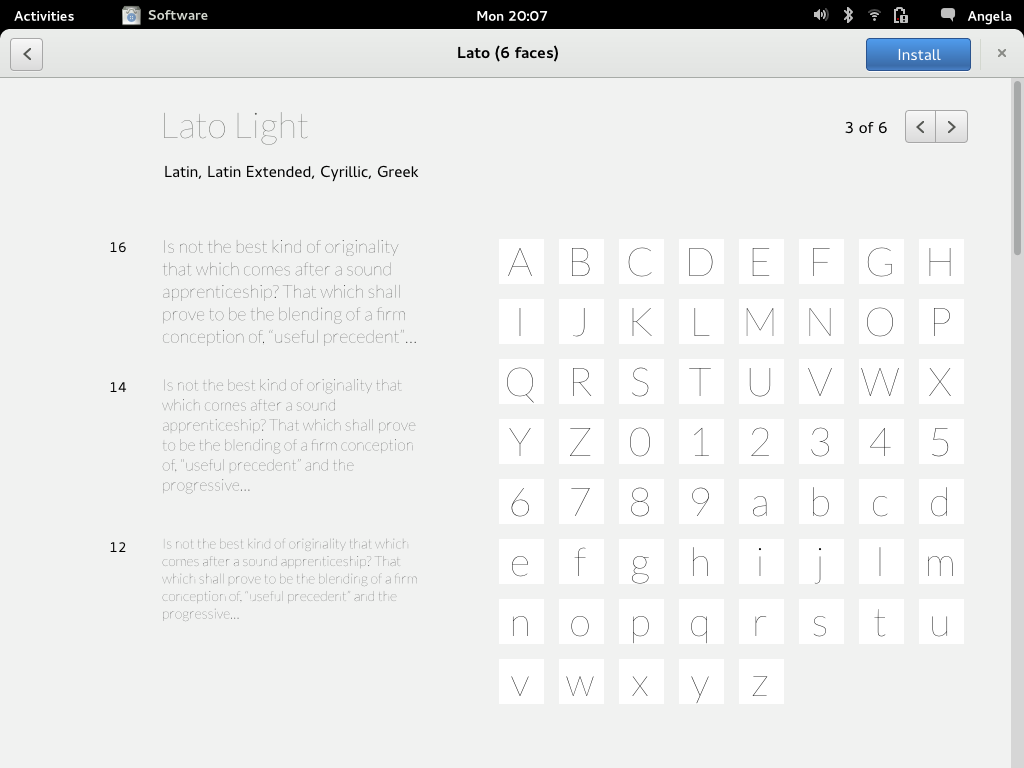 Activities Software Mon 20:07 Angela
Lato (6 faces) Install
Lato Light
3 of 6
Latin, Latin Extended, Cyrillic, Greek
16
Is not the best kind of originality
that which comes after a sound
apprenticeship? That which shall
prove to be the blending of a firm
conception of, “useful precedent”...
14
Is not the best kind of originality that
which comes after a sound
apprenticeship? That which shall prove
to be the blending of a firm conception
of, “useful precedent” and the
progressive...
12
Is not the best kind of originality that which
comes after a sound apprenticeship? That
which shall prove to be the blending of a firm
conception of, “useful precedent” and the
progressive...
A B C D E F G H
I J K L M N O P
Q R S T U V W X
Y Z 0 1 2 3 4 5
6 7 8 9 a b c d
e f g h i j l m
n o p q r s t u
v w x y z